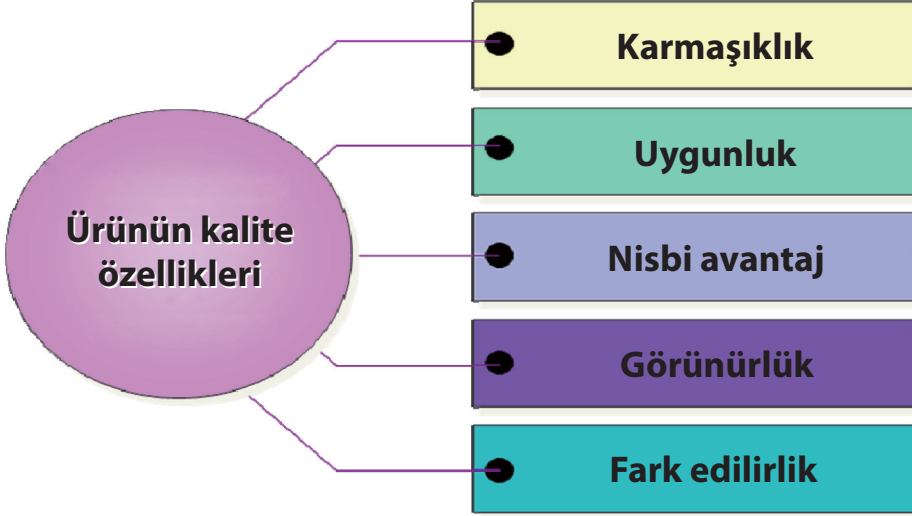 Ürünün kalite
özellikleri
Karmaşıklık
Uygunluk
Nisbi avantaj
Görünürlük
Fark edilirlik